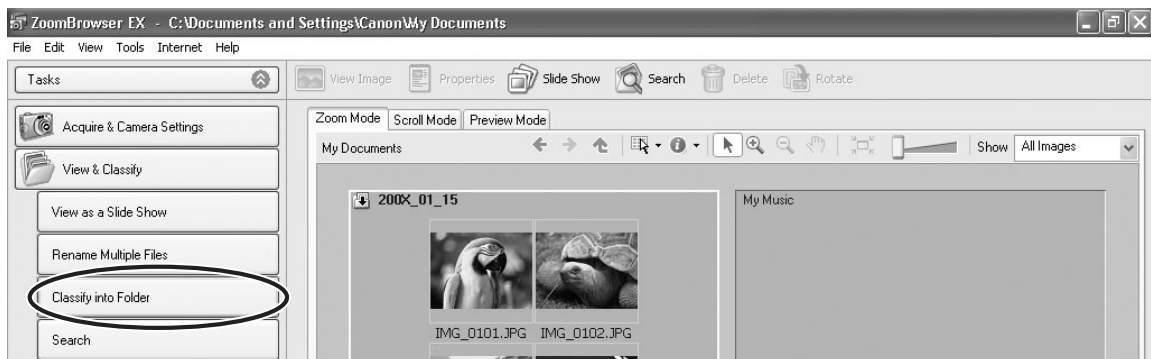 ZoomBrowser EX - C:\Documents and Settings\Canon\My Documents
File Edit View Tools Internet Help
Tasks
View Image Properties Slide Show Search Delete Rotate
Acquire & Camera Settings
Zoom Mode Scroll Mode Preview Mode
My Documents Show All Images
View & Classify
200X_01_15 My Music
View as a Slide Show
Rename Multiple Files
Classify into Folder
Search
IMG_0101.JPG IMG_0102.JPG